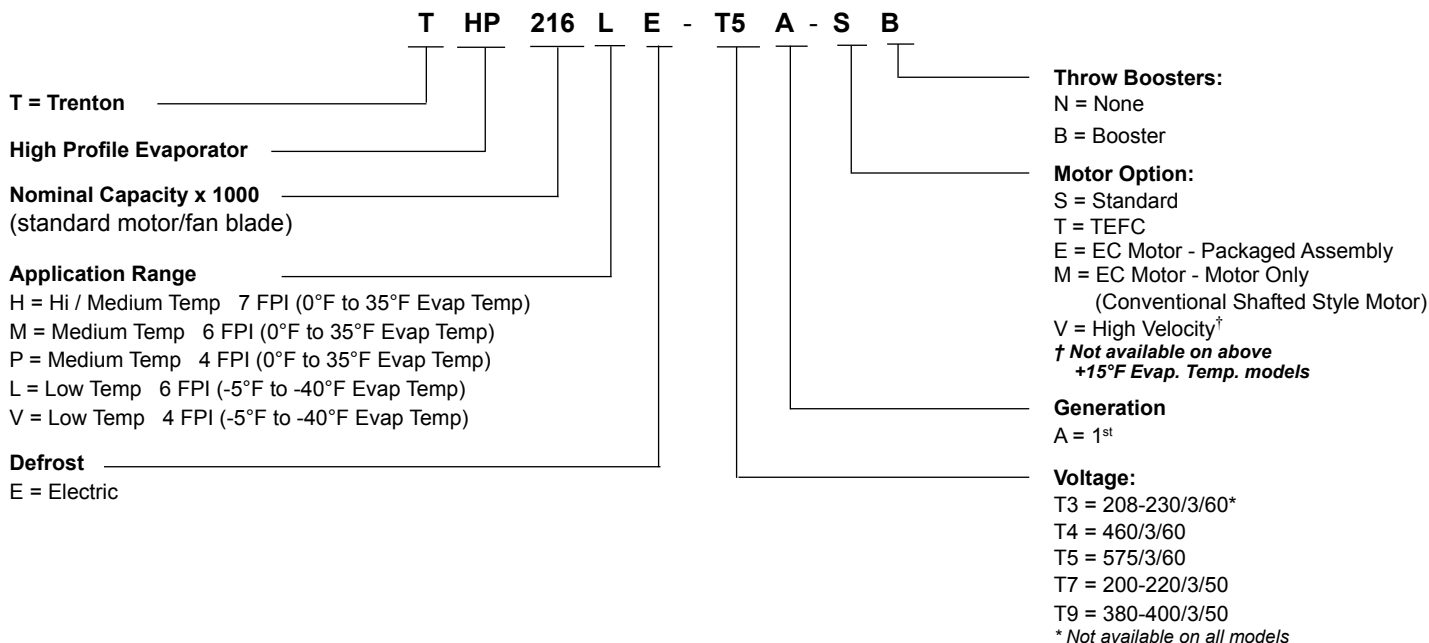 T HP 216 L E - T5 A - S B
T = Trenton
High Profile Evaporator
Nominal Capacity x 1000
(standard motor/fan blade)
Application Range
H = Hi / Medium Temp 7 FPI (0°F to 35°F Evap Temp)
M = Medium Temp 6 FPI (0°F to 35°F Evap Temp)
P = Medium Temp 4 FPI (0°F to 35°F Evap Temp)
L = Low Temp 6 FPI (-5°F to -40°F Evap Temp)
V = Low Temp 4 FPI (-5°F to -40°F Evap Temp)
Defrost
E = Electric
Throw Boosters:
N = None
B = Booster
Motor Option:
S = Standard
T = TEFC
E = EC Motor - Packaged Assembly
M = EC Motor - Motor Only
(Conventional Shafted Style Motor)
V = High Velocity†
† Not available on above
+15°F Evap. Temp. models
Generation
A = 1st
Voltage:
T3 = 208-230/3/60*
T4 = 460/3/60
T5 = 575/3/60
T7 = 200-220/3/50
T9 = 380-400/3/50
* Not available on all models